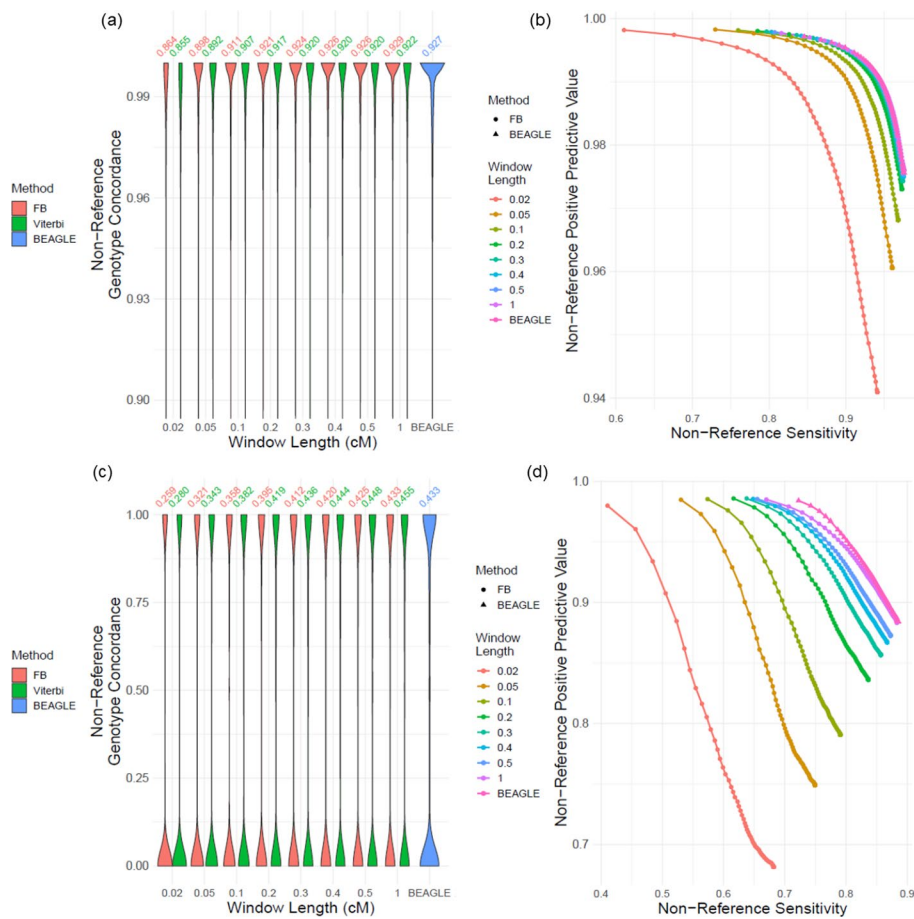 (a)
0.864
0.855
0.898
0.892
0.911
0.907
0.921
0.917
0.924
0.920
0.926
0.920
0.926
0.920
0.929
0.922
0.927
Non-Reference
Genotype Concordance
0.99
0.96
0.93
0.90
0.02 0.05 0.1 0.2 0.3 0.4 0.5 1 BEAGLE
Window Length (cM)
Method
FB
Viterbi
BEAGLE
(b)
Non-Reference Positive Predictive Value
1.00
0.98
0.96
0.94
0.6 0.7 0.8 0.9
Non-Reference Sensitivity
Method
FB
BEAGLE
Window
Length
0.02
0.05
0.1
0.2
0.3
0.4
0.5
1
BEAGLE
(c)
0.259
0.280
0.321
0.343
0.358
0.382
0.395
0.419
0.412
0.436
0.420
0.444
0.425
0.448
0.433
0.455
0.433
Non-Reference
Genotype Concordance
1.00
0.75
0.50
0.25
0.00
0.02 0.05 0.1 0.2 0.3 0.4 0.5 1 BEAGLE
Window Length (cM)
Method
FB
Viterbi
BEAGLE
(d)
Non-Reference Positive Predictive Value
1.0
0.9
0.8
0.7
0.4 0.5 0.6 0.7 0.8 0.9
Non-Reference Sensitivity
Method
FB
BEAGLE
Window
Length
0.02
0.05
0.1
0.2
0.3
0.4
0.5
1
BEAGLE